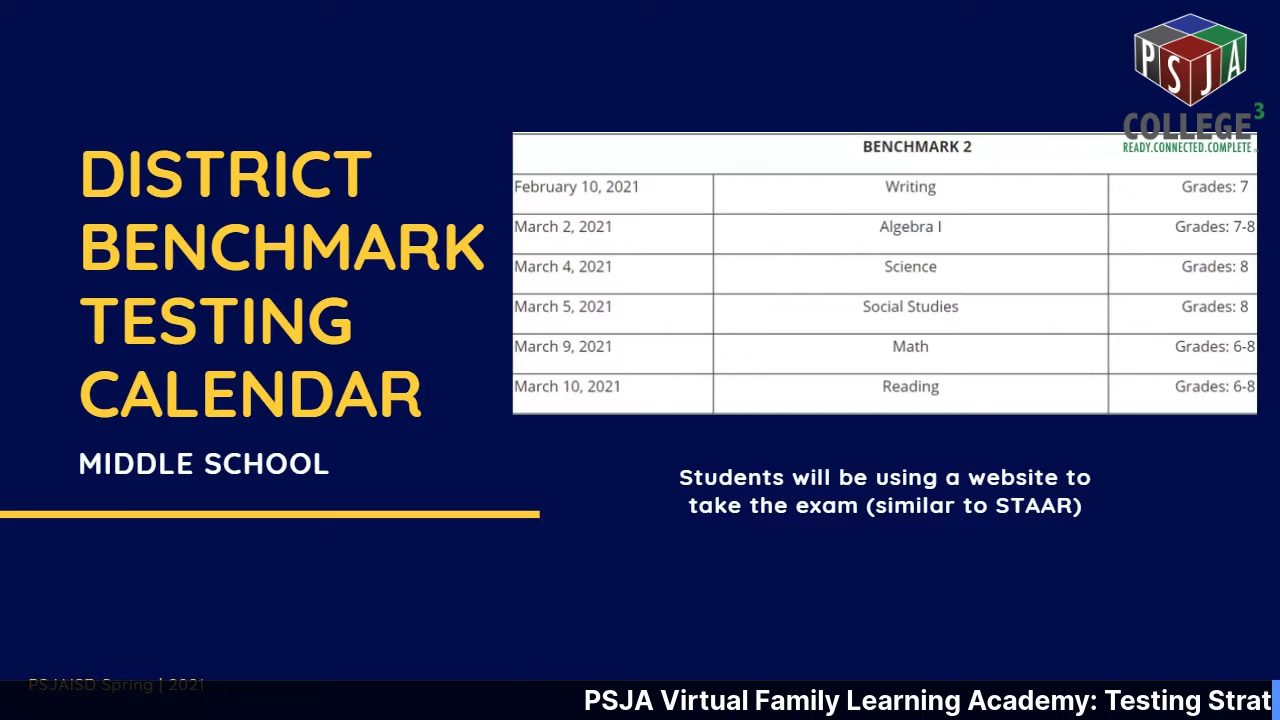 PSJA
COLLEGE3
READY.CONNECTED.COMPLETE
DISTRICT
BENCHMARK
TESTING
CALENDAR
MIDDLE SCHOOL
BENCHMARK 2
February 10, 2021 Writing Grades: 7
March 2, 2021 Algebra I Grades: 7-8
March 4, 2021 Science Grades: 8
March 5, 2021 Social Studies Grades: 8
March 9, 2021 Math Grades: 6-8
March 10, 2021 Reading Grades: 6-8
Students will be using a website to
take the exam (similar to STAAR)
PSJAISD Spring | 2021
PSJA Virtual Family Learning Academy: Testing Strat